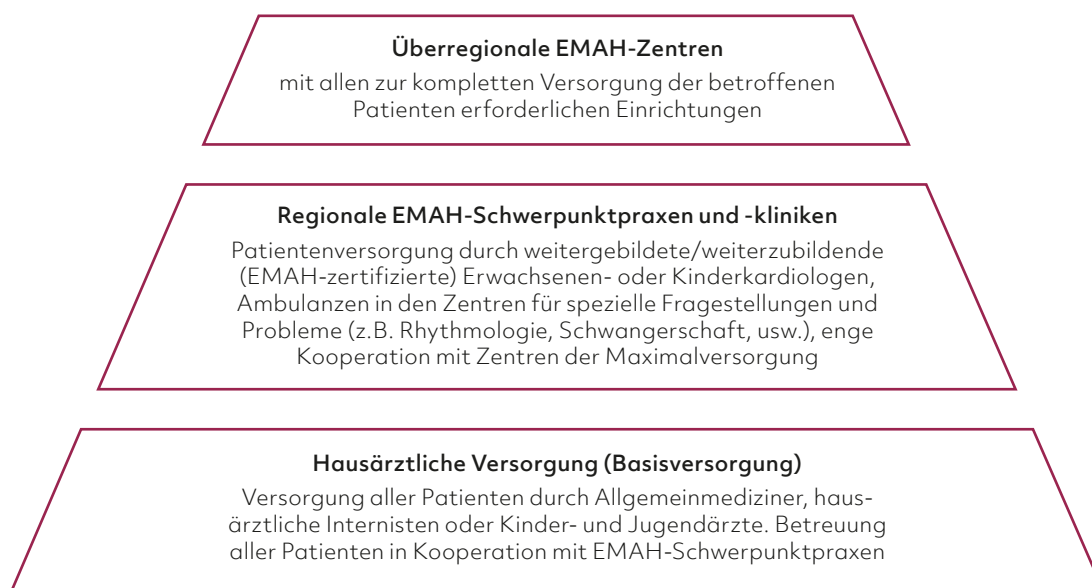 Überregionale EMAH-Zentren
mit allen zur kompletten Versorgung der betroffenen
Patienten erforderlichen Einrichtungen
Regionale EMAH-Schwerpunktpraxen und -kliniken
Patientenversorgung durch weitergebildete/weiterzubildende
(EMAH-zertifizierte) Erwachsenen- oder Kinderkardiologen,
Ambulanzen in den Zentren für spezielle Fragestellungen und
Probleme (z.B. Rhythmologie, Schwangerschaft, usw.), enge
Kooperation mit Zentren der Maximalversorgung
Hausärztliche Versorgung (Basisversorgung)
Versorgung aller Patienten durch Allgemeinmediziner, haus-
ärztliche Internisten oder Kinder- und Jugendärzte. Betreuung
aller Patienten in Kooperation mit EMAH-Schwerpunktpraxen